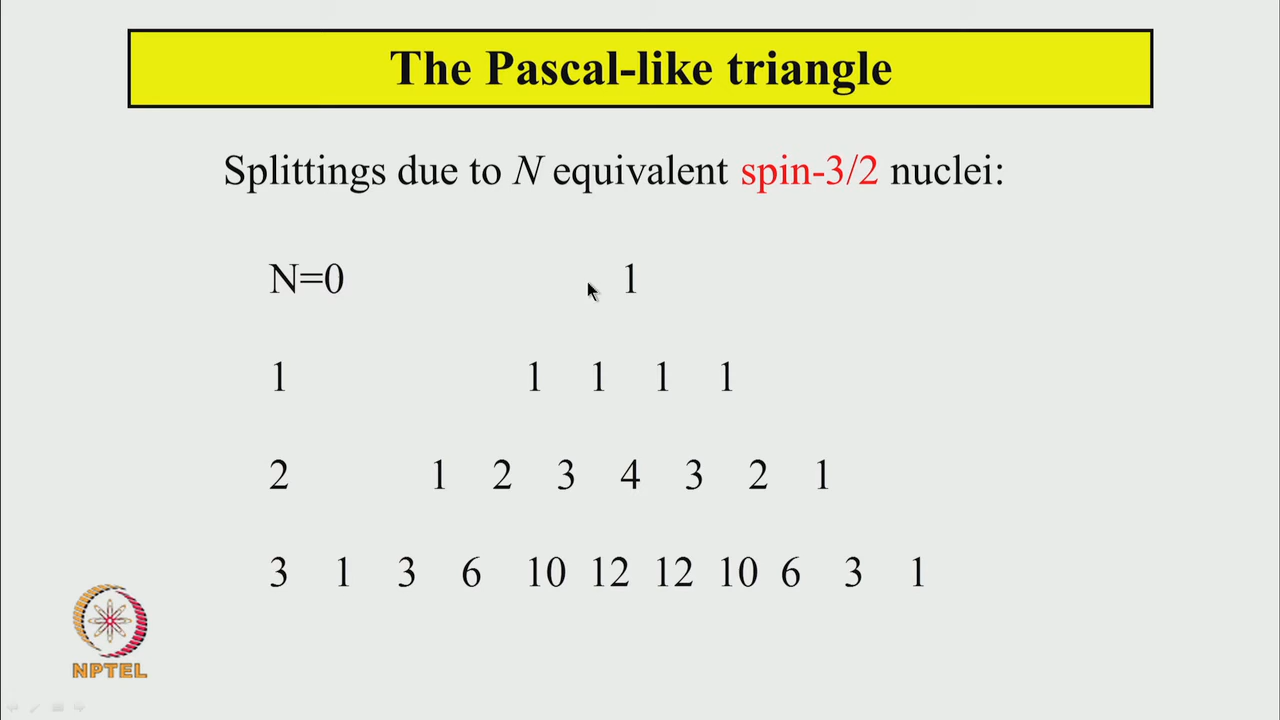 The Pascal-like triangle
Splittings due to N equivalent spin-3/2 nuclei:
N=0 1
1 1 1 1 1
2 1 2 3 4 3 2 1
3 1 3 6 10 12 12 10 6 3 1
NPTEL